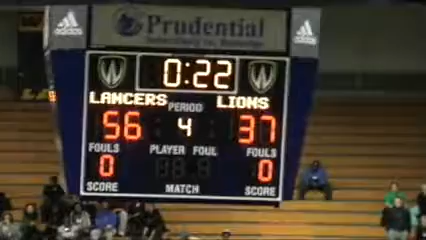 adidas
Prudential
adidas
0:22
LANCERS
LIONS
PERIOD
56
4
37
FOULS
PLAYER FOUL
FOULS
0
0
SCORE
MATCH
SCORE